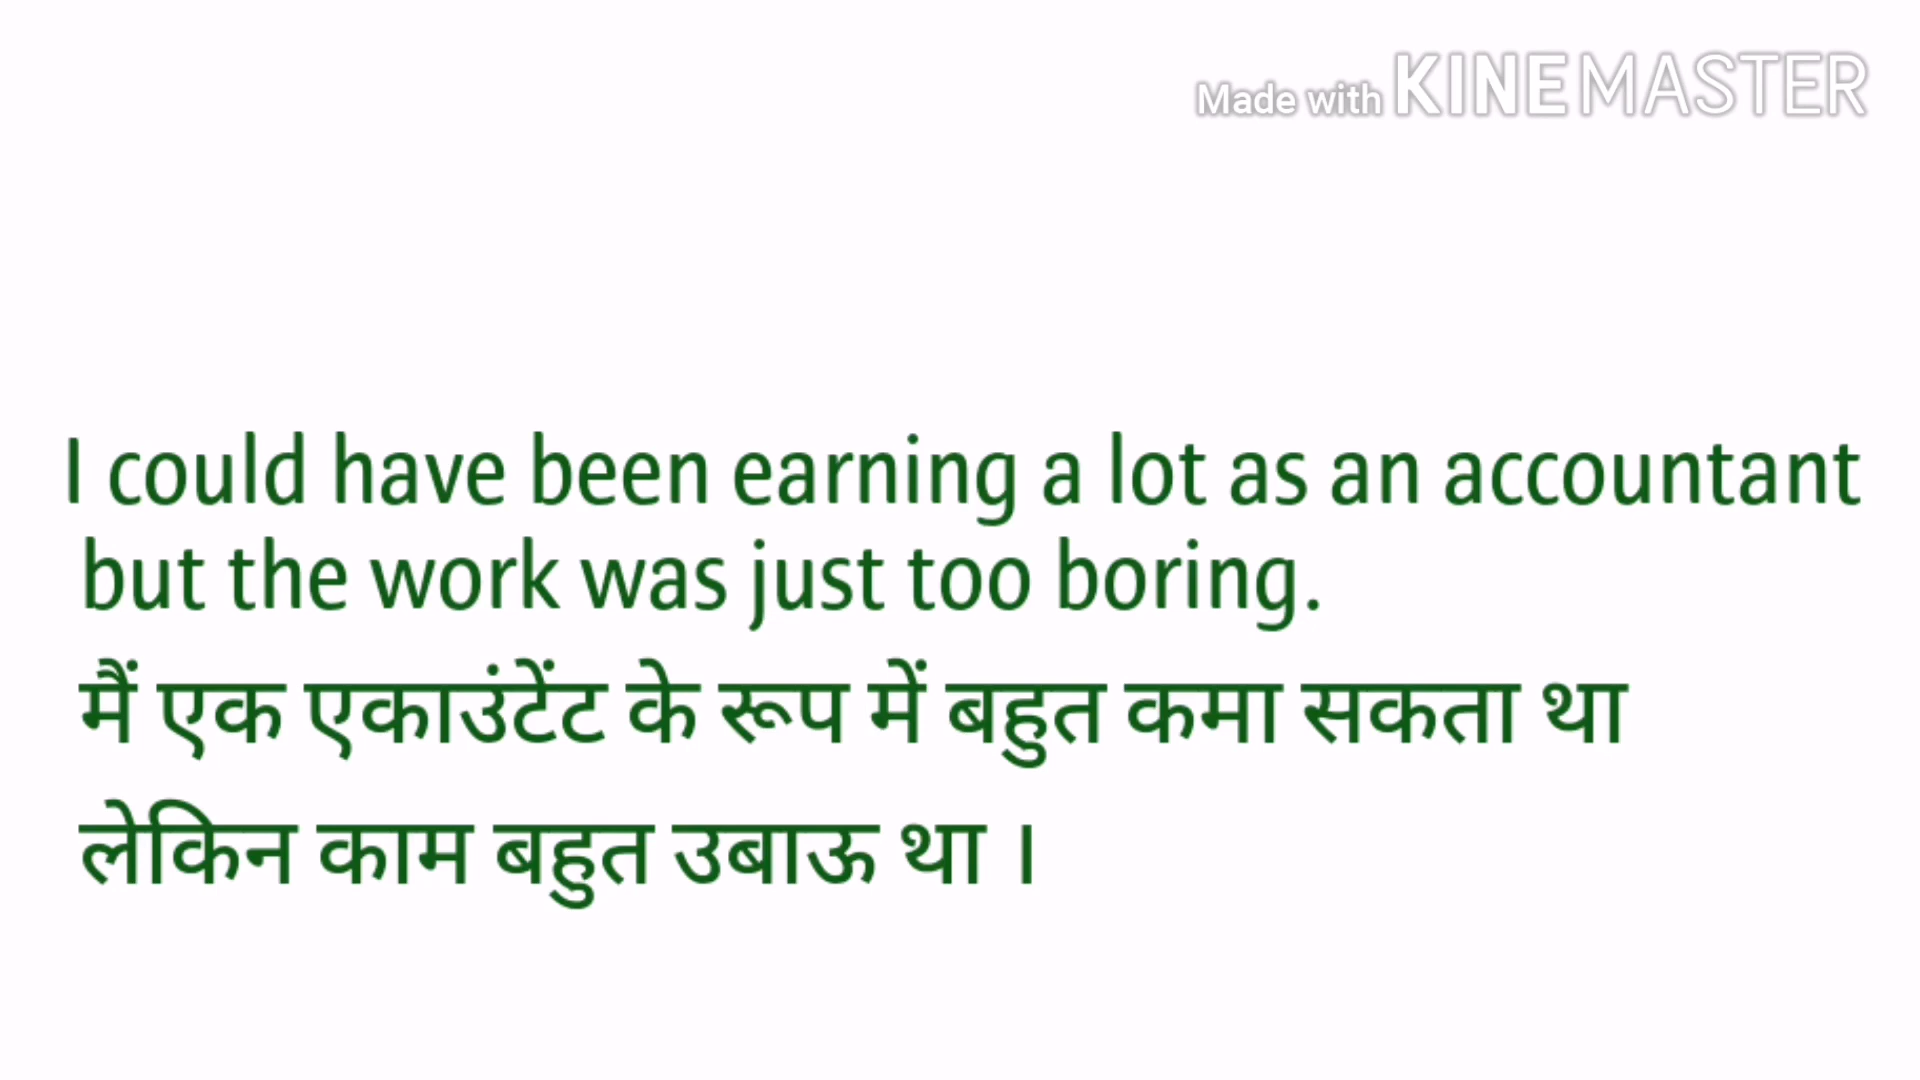 Made with KINEMASTER
I could have been earning a lot as an accountant
but the work was just too boring.
मैं एक एकाउंटेंट के रूप में बहुत कमा सकता था
लेकिन काम बहुत उबाऊ था ।